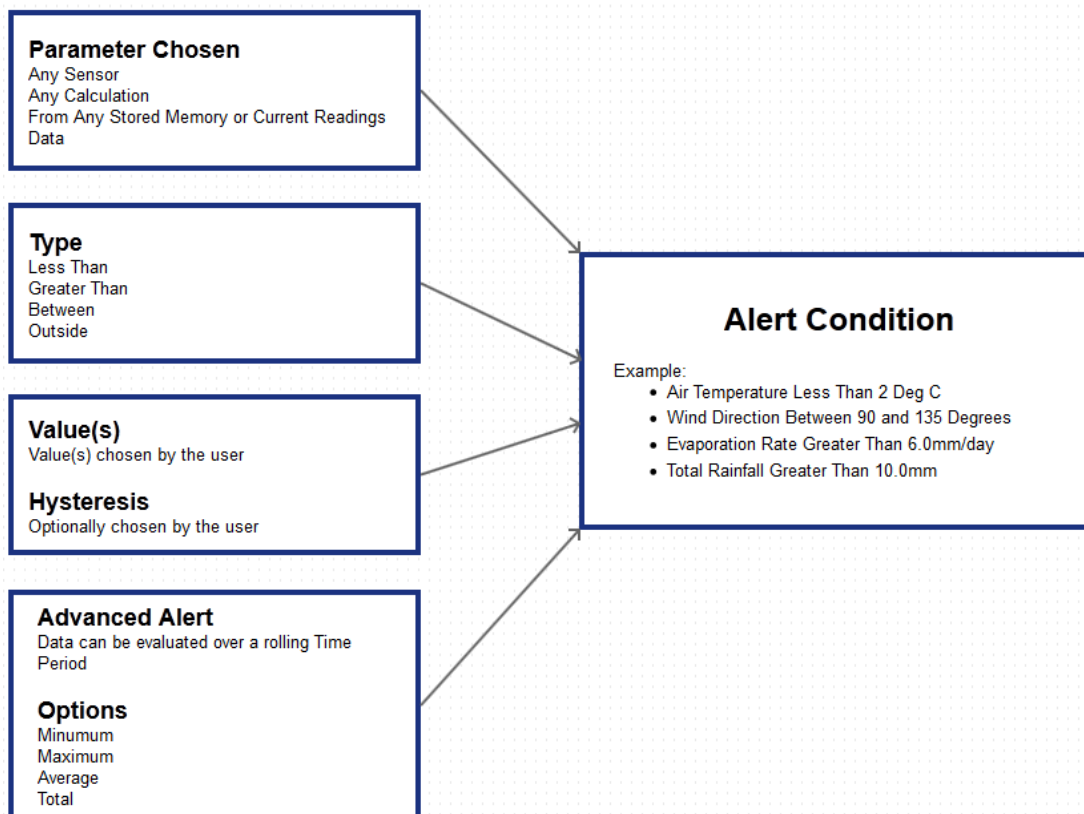 Parameter Chosen
Any Sensor
Any Calculation
From Any Stored Memory or Current Readings
Data
Type
Less Than
Greater Than
Between
Outside
Value(s)
Value(s) chosen by the user
Hysteresis
Optionally chosen by the user
Advanced Alert
Data can be evaluated over a rolling Time
Period
Options
Minumum
Maximum
Average
Total
Alert Condition
Example:
• Air Temperature Less Than 2 Deg C
• Wind Direction Between 90 and 135 Degrees
• Evaporation Rate Greater Than 6.0mm/day
• Total Rainfall Greater Than 10.0mm